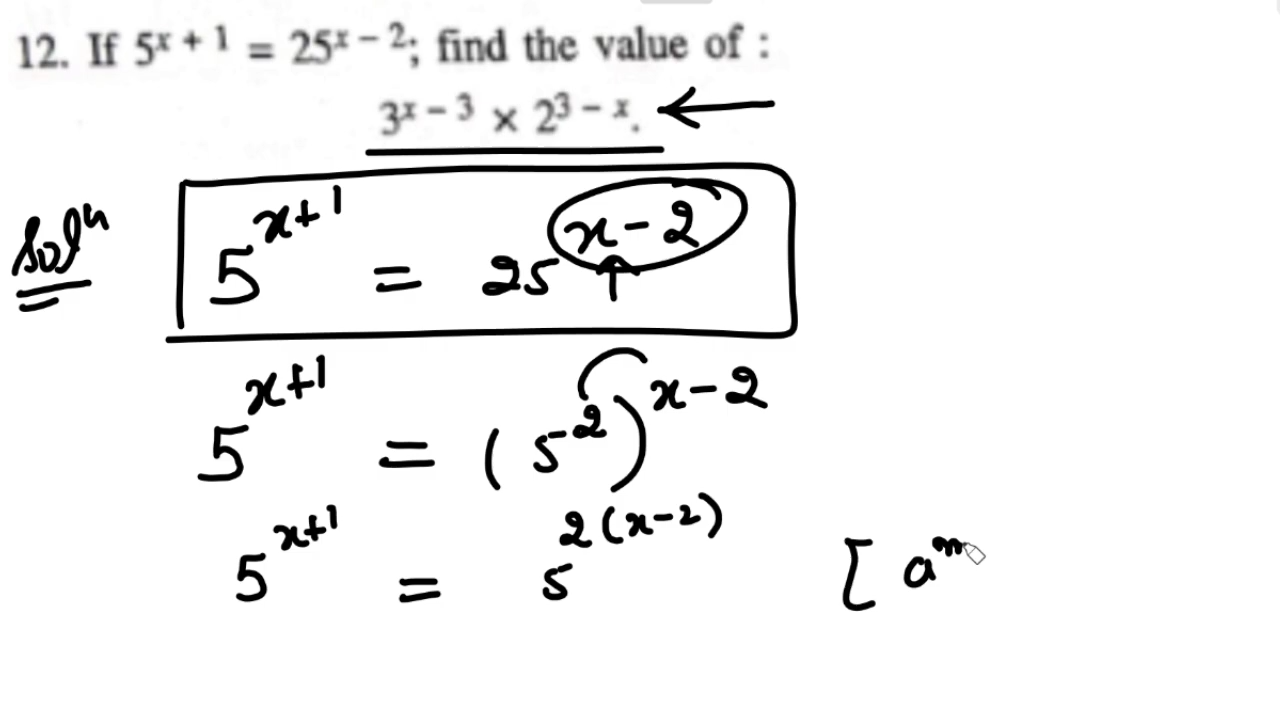 12. If 5^{x + 1} = 25^{x – 2}; find the value of :
3^{x – 3} × 2^{3 – x}.
Sol^n
5^{x+1} = 25^{x-2}
5^{x+1} = (5^2)^{x-2}
5^{x+1} = 5^{2(x-2)} [ a^m